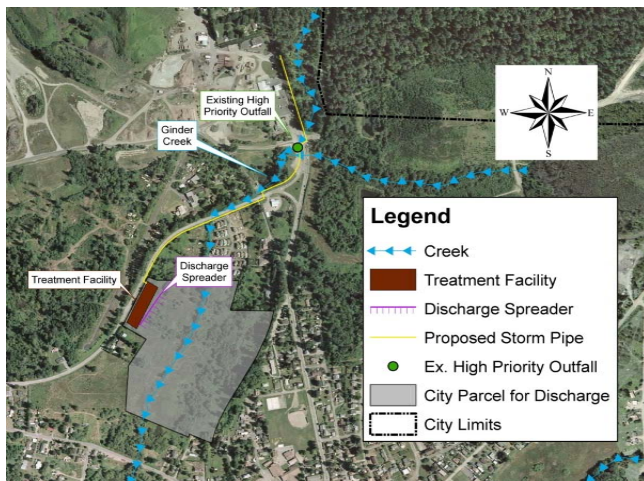 Existing High
Priority Outfall
Ginder
Creek
Treatment Facility
Discharge
Spreader
N
W
E
S
Legend
Creek
Treatment Facility
Discharge Spreader
Proposed Storm Pipe
Ex. High Priority Outfall
City Parcel for Discharge
City Limits